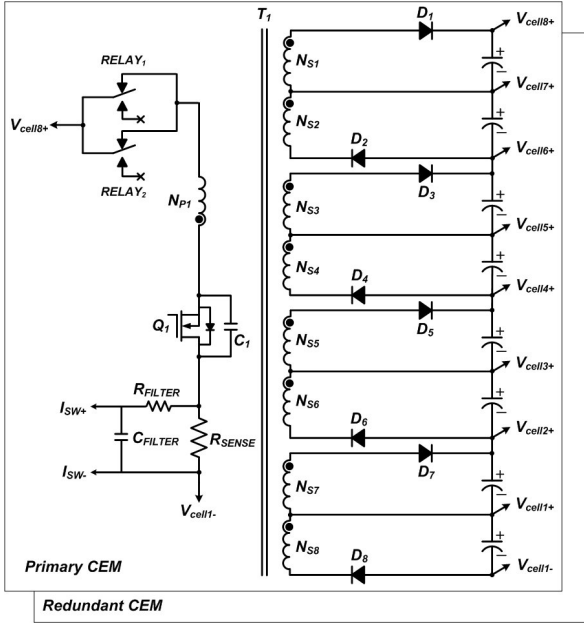 T1
D1
Vcell8+
RELAY1
NS1
Vcell7+
Vcell8+
NS2
D2
Vcell6+
RELAY2
D3
NP1
NS3
Vcell5+
NS4
D4
Vcell4+
Q1
C1
D5
NS5
Vcell3+
RFILTER
ISW+
NS6
D6
Vcell2+
CFILTER
RSENSE
D7
ISW-
NS7
Vcell1-
Vcell1+
NS8
D8
Vcell1-
Primary CEM
Redundant CEM